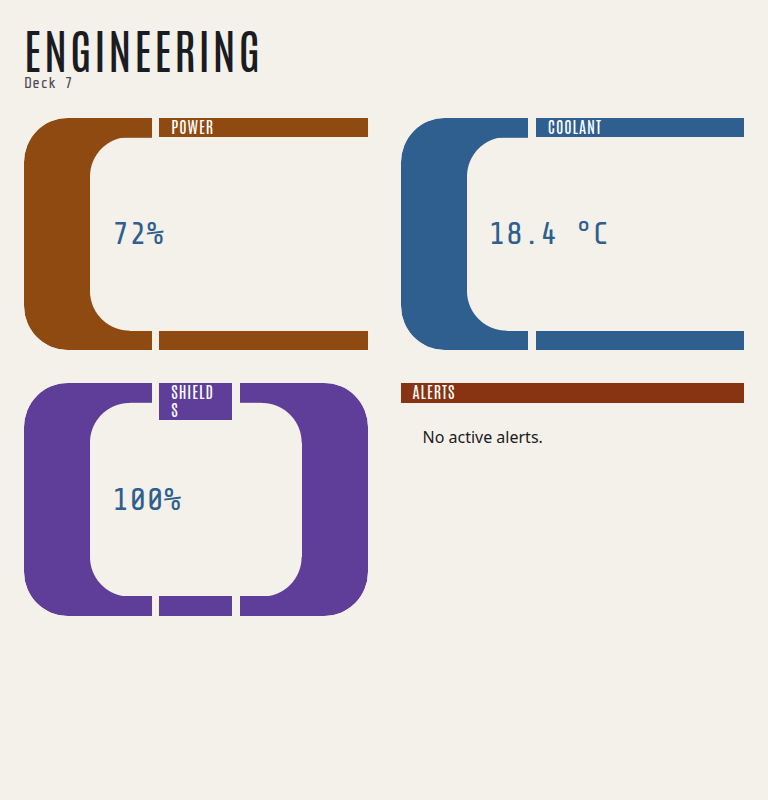 ENGINEERING
Deck 7
POWER
72%
COOLANT
18.4 °C
SHIELD
S
100%
ALERTS
No active alerts.